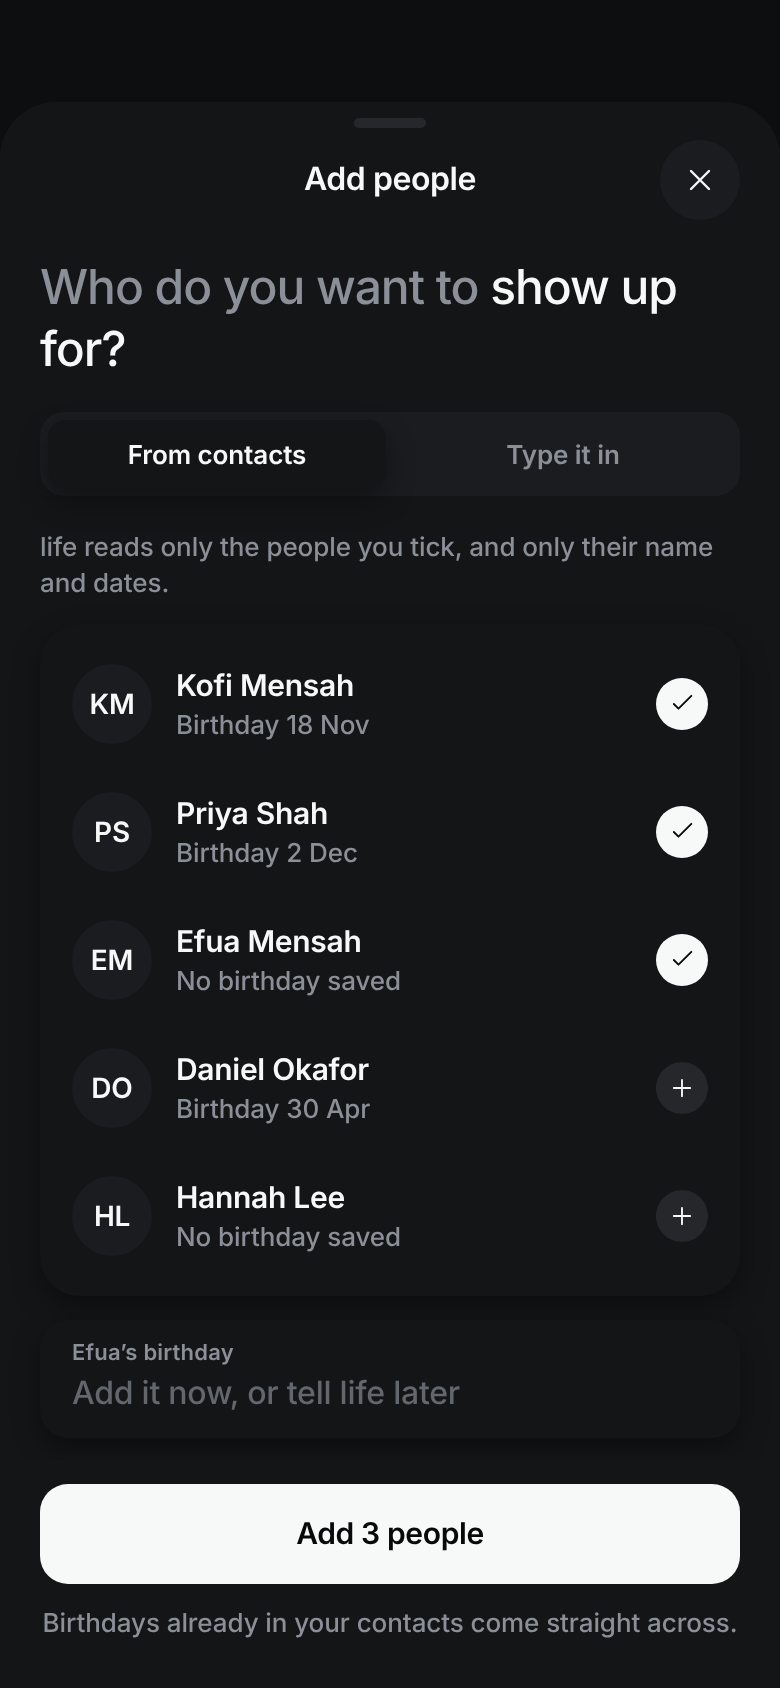 Add people
Who do you want to show up
for?
From contacts
Type it in
life reads only the people you tick, and only their name
and dates.
KM
Kofi Mensah
Birthday 18 Nov
PS
Priya Shah
Birthday 2 Dec
EM
Efua Mensah
No birthday saved
DO
Daniel Okafor
Birthday 30 Apr
HL
Hannah Lee
No birthday saved
Efua’s birthday
Add it now, or tell life later
Add 3 people
Birthdays already in your contacts come straight across.